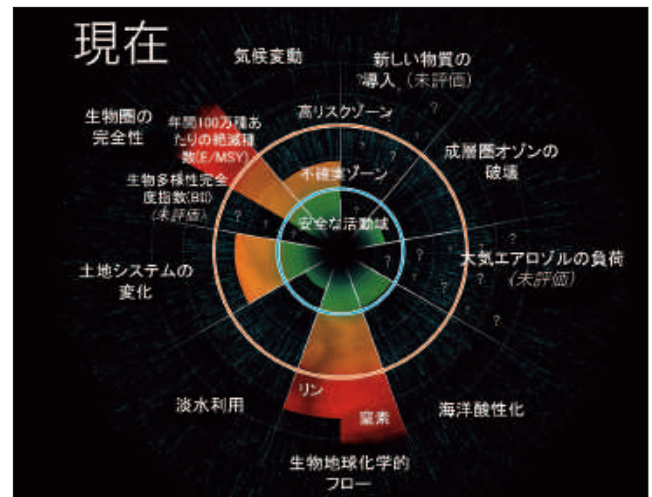 現在
気候変動
新しい物質の
?導入 (未評価)
?
生物圏の
完全性
年間100万種あ
たりの絶滅種
数(E/MSY)
高リスクゾーン
?
?
成層圏オゾンの
破壊
生物多様性完全
度指数(BII)
(未評価)
不確実ゾーン
?
?
?
?
安全な活動域
?
?
?
?
?
大気エアロゾルの負荷
(未評価)
土地システムの
変化
?
?
?
?
リン
窒素
淡水利用
海洋酸性化
生物地球化学的
フロー